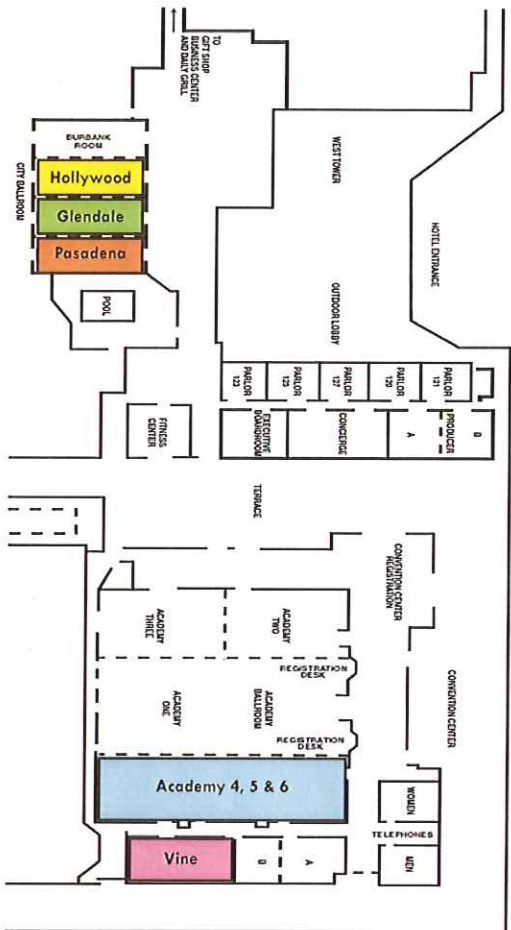 TO
GIFT SHOP
BUSINESS CENTER
AND DAILY GRILL
BURBANK
ROOM
Hollywood
Glendale
Pasadena
CITY BALLROOM
POOL
WEST TOWER
HOTEL ENTRANCE
OUTDOOR LOBBY
PARLOR
123
PARLOR
125
PARLOR
127
PARLOR
129
PARLOR
121
EXECUTIVE
BOARDROOM
CONCIERGE
A
PRODUCER
B
FITNESS
CENTER
TERRACE
CONVENTION CENTER
REGISTRATION
CONVENTION CENTER
ACADEMY
THREE
ACADEMY
TWO
REGISTRATION
DESK
ACADEMY
ONE
ACADEMY
BALLROOM
REGISTRATION
DESK
Academy 4, 5 & 6
WOMEN
TELEPHONES
MEN
Vine
B
A